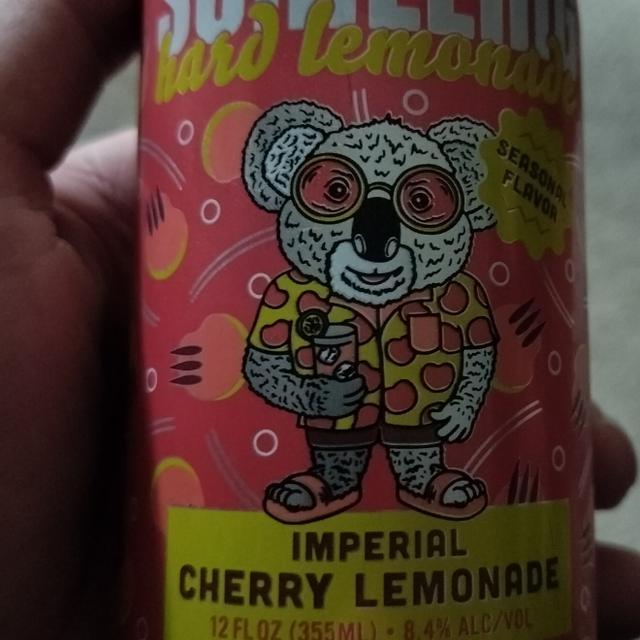 hard lemonade
SEASONAL
FLAVOR
IMPERIAL
CHERRY LEMONADE
12 FL OZ (355ML) • 8.4% ALC/VOL